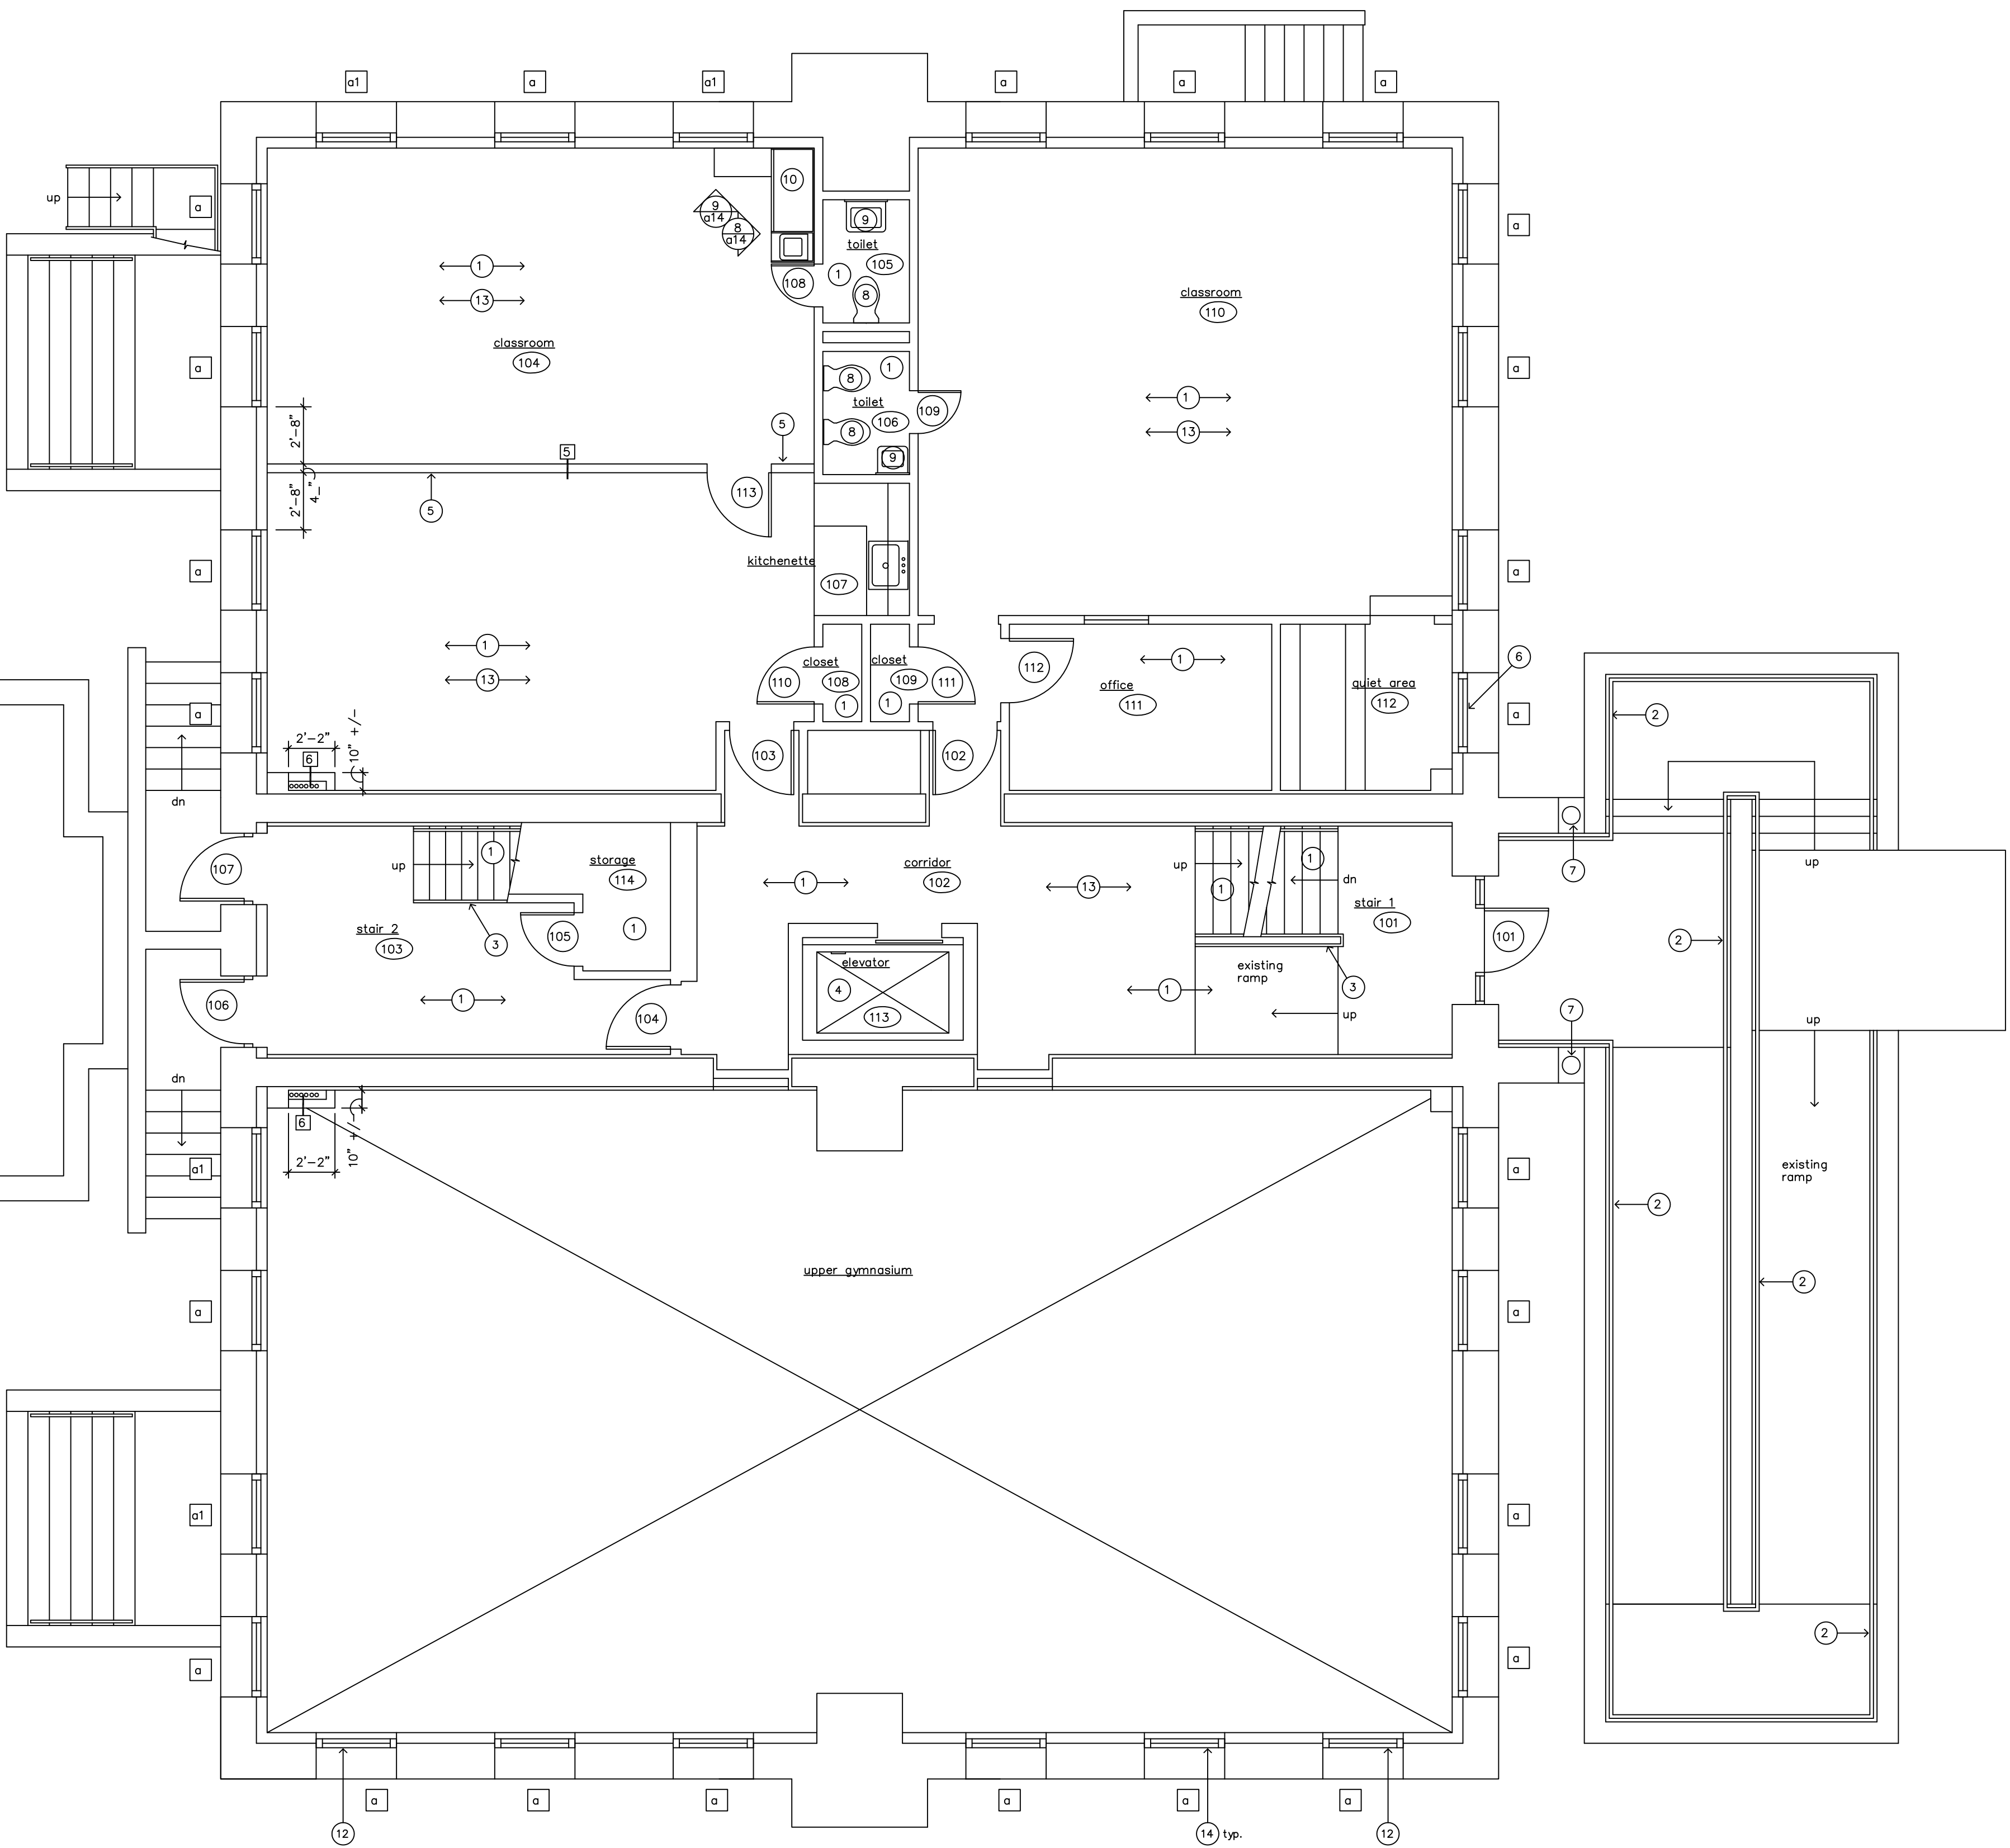 a1
a
a1
a
a
a
up
a
10
9
a14
8
a14
9
toilet
105
1
8
108
a
1
13
classroom
110
classroom
104
a
8
1
toilet
106
8
9
109
1
13
a
2'-8"
2'-8"
4_"
5
5
5
113
a
kitchenette
107
a
1
13
closet
108
1
110
closet
109
1
111
112
1
office
111
quiet area
112
6
a
a
2
2'-2"
6
10" +/-
103
102
dn
7
107
up
1
storage
114
1
corridor
102
1
13
up
1
1
dn
stair 1
101
up
stair 2
103
3
105
101
2
elevator
4
113
existing
ramp
3
1
1
up
106
104
7
up
dn
6
2'-2"
10" +/-
a1
a
existing
ramp
2
upper gymnasium
2
a
a
a1
a
2
a
a
a
a
a
a
a
a
12
14 typ.
12